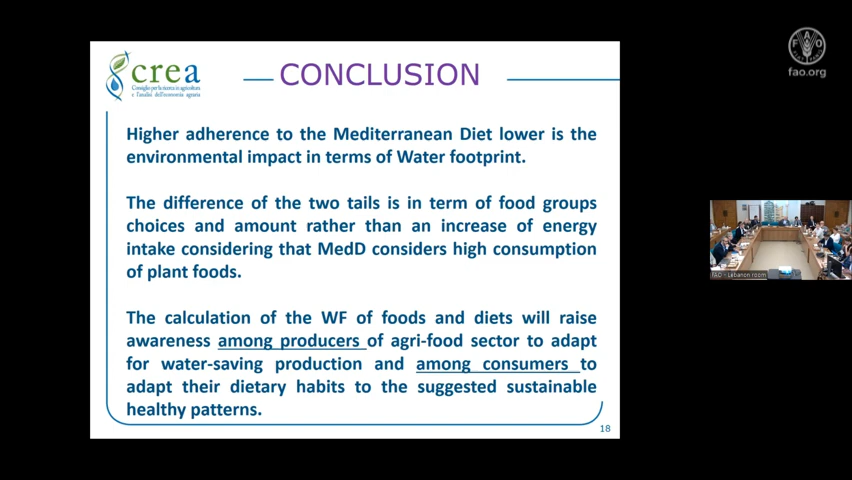 crea
Consiglio per la ricerca in agricoltura
e l'analisi dell'economia agraria
CONCLUSION
Higher adherence to the Mediterranean Diet lower is the
environmental impact in terms of Water footprint.
The difference of the two tails is in term of food groups
choices and amount rather than an increase of energy
intake considering that MedD considers high consumption
of plant foods.
The calculation of the WF of foods and diets will raise
awareness among producers of agri-food sector to adapt
for water-saving production and among consumers to
adapt their dietary habits to the suggested sustainable
healthy patterns.
18
FAO
fao.org
FAO - Lebanon room